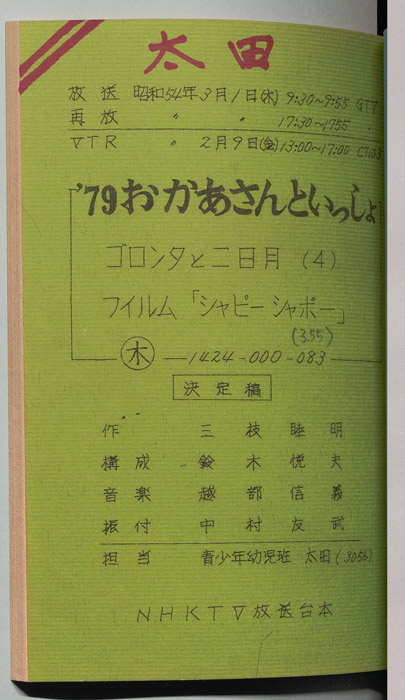 太田
放送 昭和54年3月1日(木) 9:30~9:55 GTV
再放 〃 〃 17:30~1755 〃
VTR 〃 2月9日(金) 13:00~17:00
'79おかあさんといっしょ
ゴロンタと二日月 (4)
フイルム 「シャピー シャポー」
(3.55)
木 1424-000-083
決定稿
作 三枝睦明
構成 鈴木悦夫
音楽 越部信義
振付 中村友武
担当 青少年幼児班 太田(3056)
NHKTV放送台本